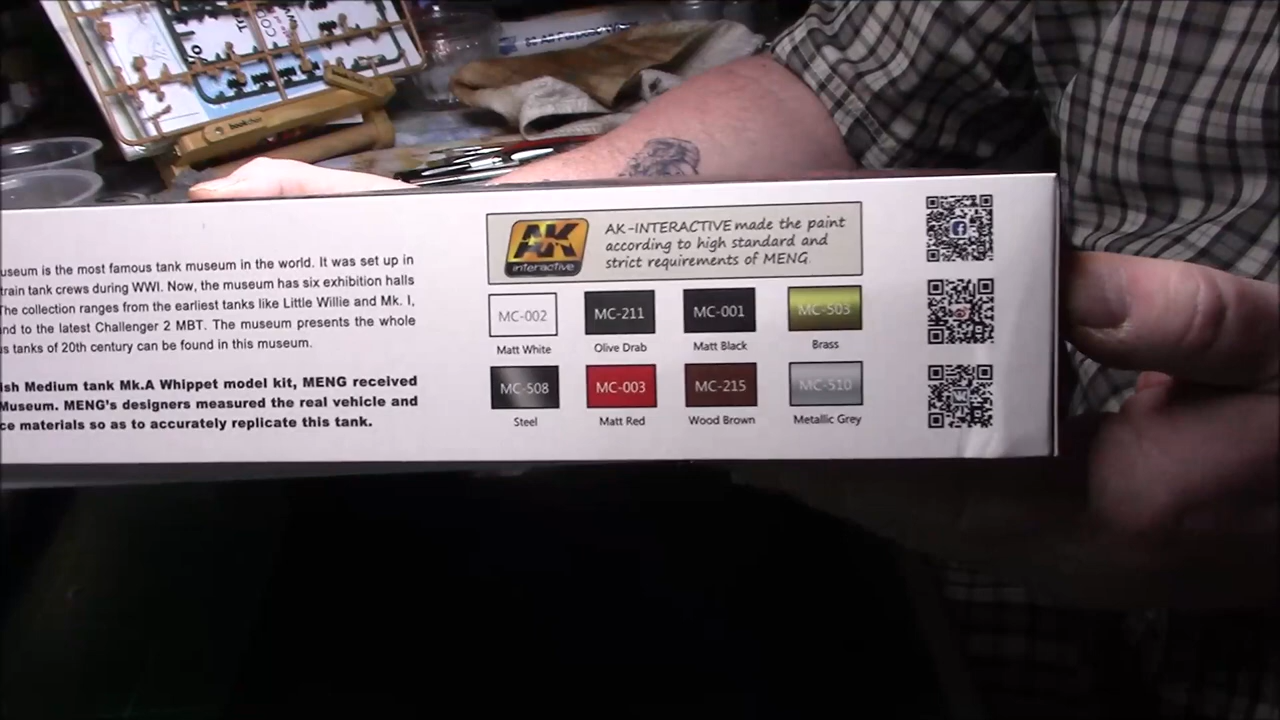 useum is the most famous tank museum in the world. It was set up in
train tank crews during WWI. Now, the museum has six exhibition halls
The collection ranges from the earliest tanks like Little Willie and Mk. I,
nd to the latest Challenger 2 MBT. The museum presents the whole
s tanks of 20th century can be found in this museum.
ish Medium tank Mk.A Whippet model kit, MENG received
Museum. MENG's designers measured the real vehicle and
ce materials so as to accurately replicate this tank.
AK
interactive
AK-INTERACTIVE made the paint
according to high standard and
strict requirements of MENG.
MC-002 MC-211 MC-001 MC-503
Matt White Olive Drab Matt Black Brass
MC-508 MC-003 MC-215 MC-510
Steel Matt Red Wood Brown Metallic Grey